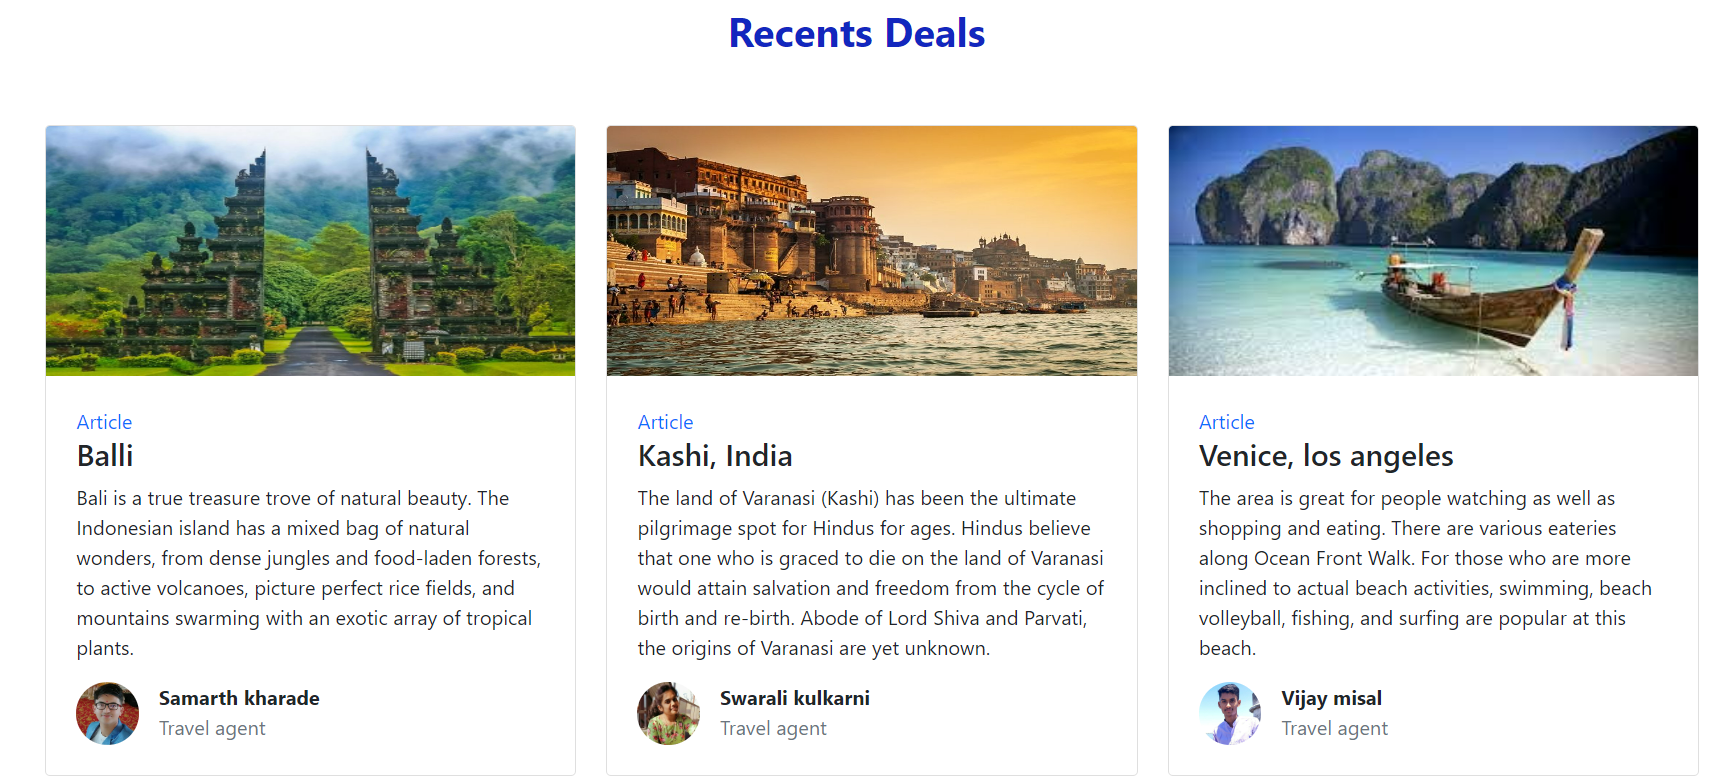 Recents Deals
Article
Balli
Bali is a true treasure trove of natural beauty. The
Indonesian island has a mixed bag of natural
wonders, from dense jungles and food-laden forests,
to active volcanoes, picture perfect rice fields, and
mountains swarming with an exotic array of tropical
plants.
Samarth kharade
Travel agent
Article
Kashi, India
The land of Varanasi (Kashi) has been the ultimate
pilgrimage spot for Hindus for ages. Hindus believe
that one who is graced to die on the land of Varanasi
would attain salvation and freedom from the cycle of
birth and re-birth. Abode of Lord Shiva and Parvati,
the origins of Varanasi are yet unknown.
Swarali kulkarni
Travel agent
Article
Venice, los angeles
The area is great for people watching as well as
shopping and eating. There are various eateries
along Ocean Front Walk. For those who are more
inclined to actual beach activities, swimming, beach
volleyball, fishing, and surfing are popular at this
beach.
Vijay misal
Travel agent